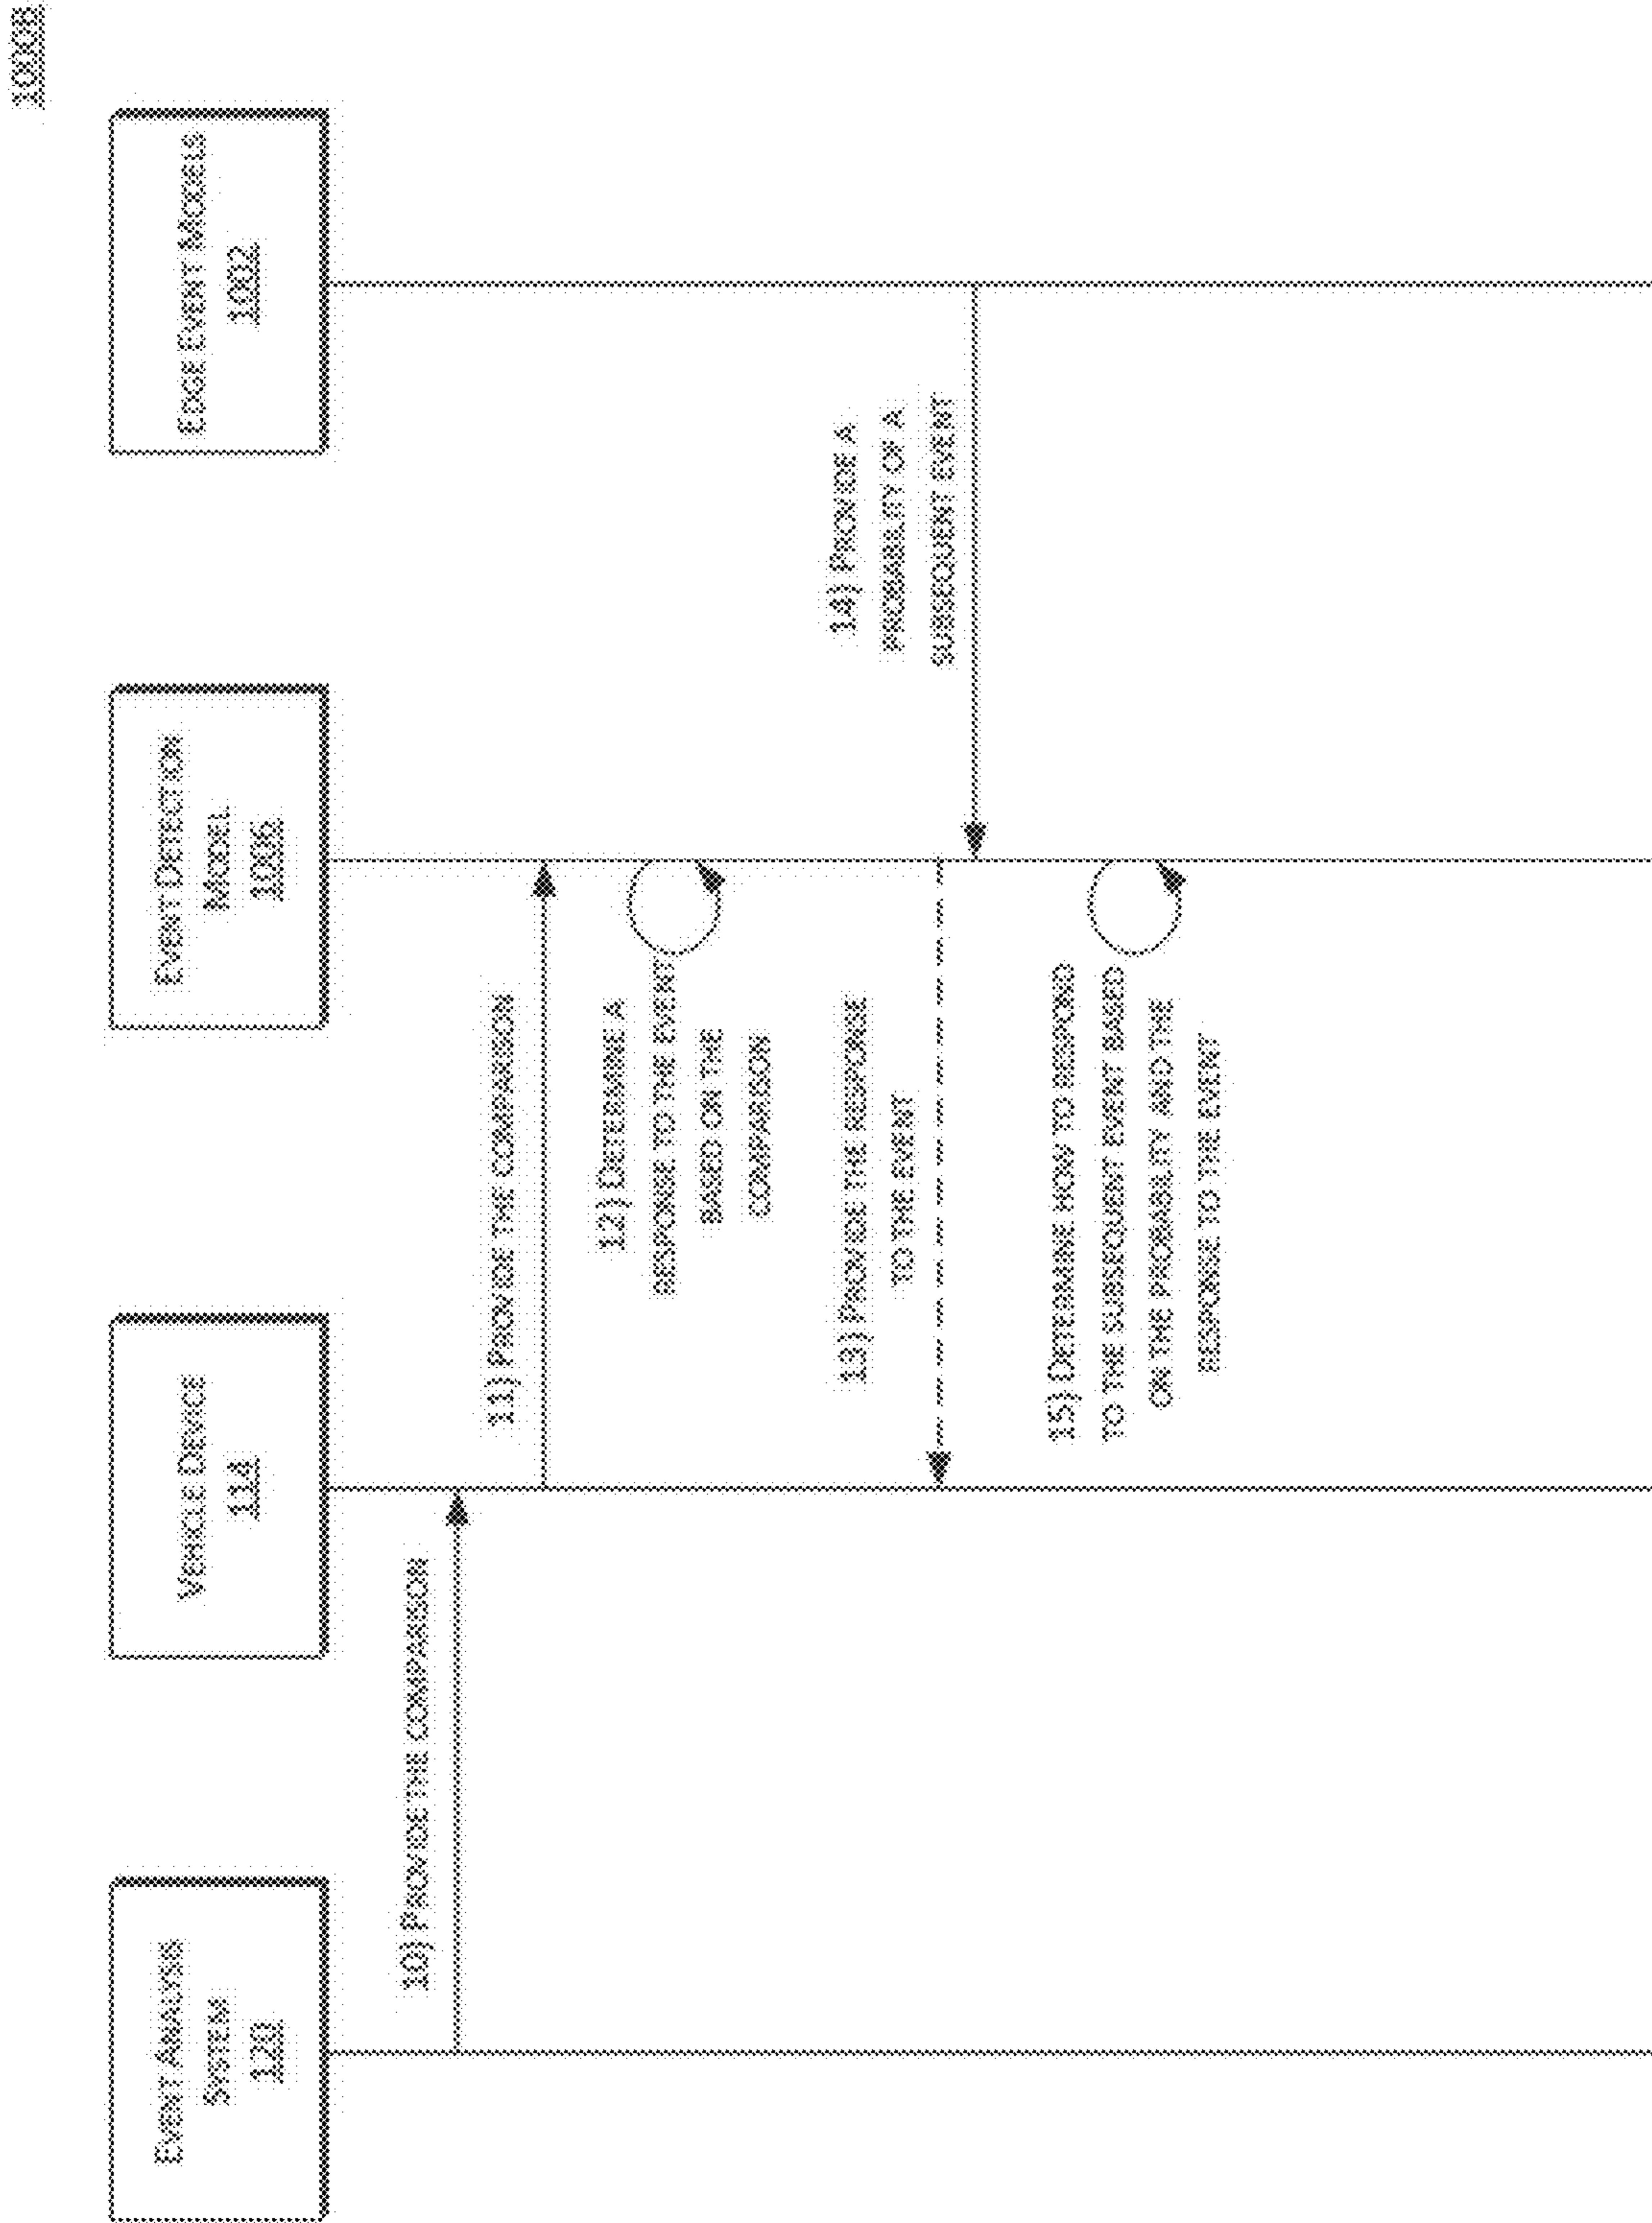 1000B
EVENT ANALYSIS
SYSTEM
120
VEHICLE DEVICE
114
EVENT DETECTION
MODEL
1006
EDGE EVENT MODELS
1002
10) PROVIDE THE COMPARISON
11) PROVIDE THE COMPARISON
12) DETERMINE A
RESPONSE TO THE EVENT
BASED ON THE
COMPARISON
13) PROVIDE THE RESPONSE
TO THE EVENT
14) PROVIDE A
PROBABILITY OF A
SUBSEQUENT EVENT
15) DETERMINE HOW TO RESPOND
TO THE SUBSEQUENT EVENT BASED
ON THE PROBABILITY AND THE
RESPONSE TO THE EVENT